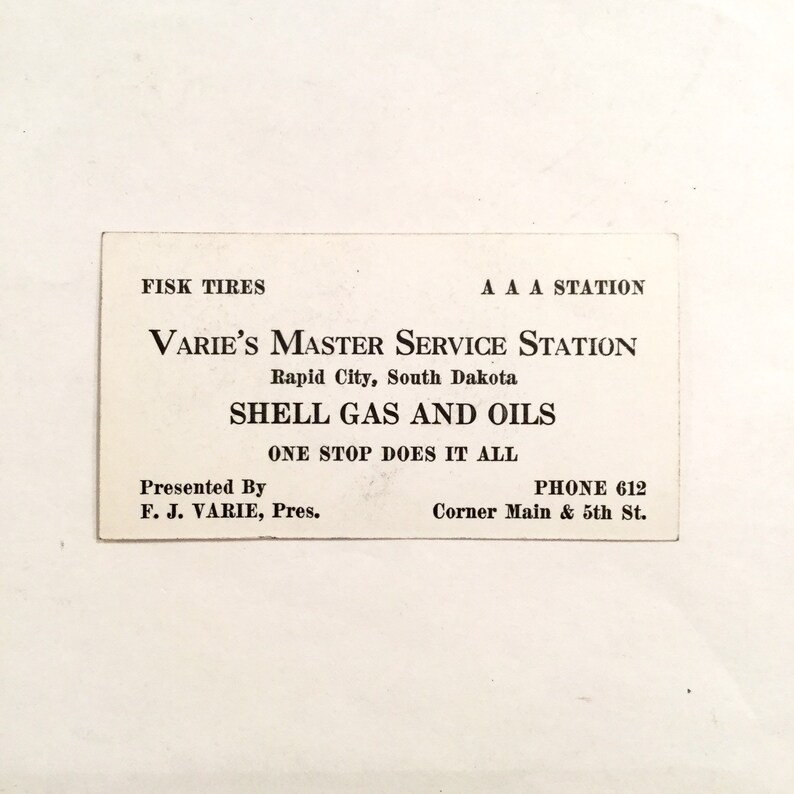 FISK TIRES A A A STATION
VARIE'S MASTER SERVICE STATION
Rapid City, South Dakota
SHELL GAS AND OILS
ONE STOP DOES IT ALL
Presented By PHONE 612
F. J. VARIE, Pres. Corner Main & 5th St.